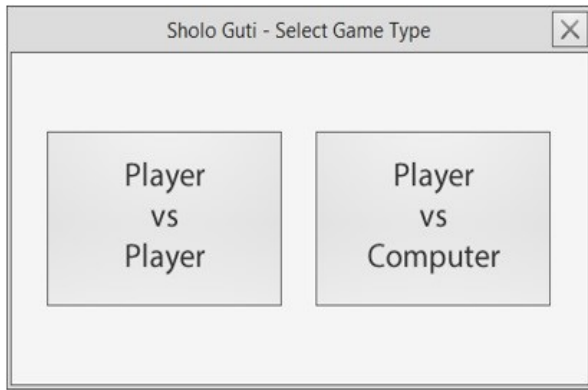 Sholo Guti - Select Game Type
Player
vs
Player
Player
vs
Computer